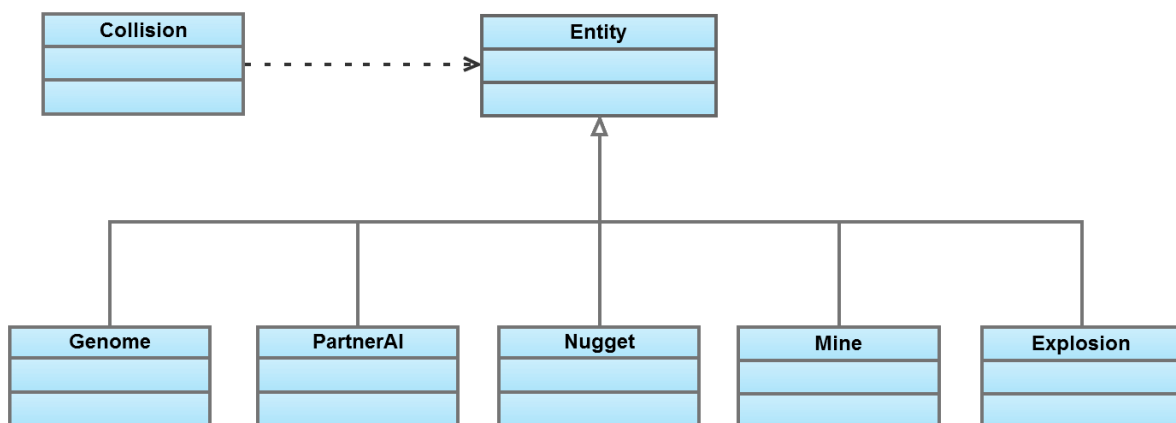 Collision
Entity
Genome
PartnerAI
Nugget
Mine
Explosion